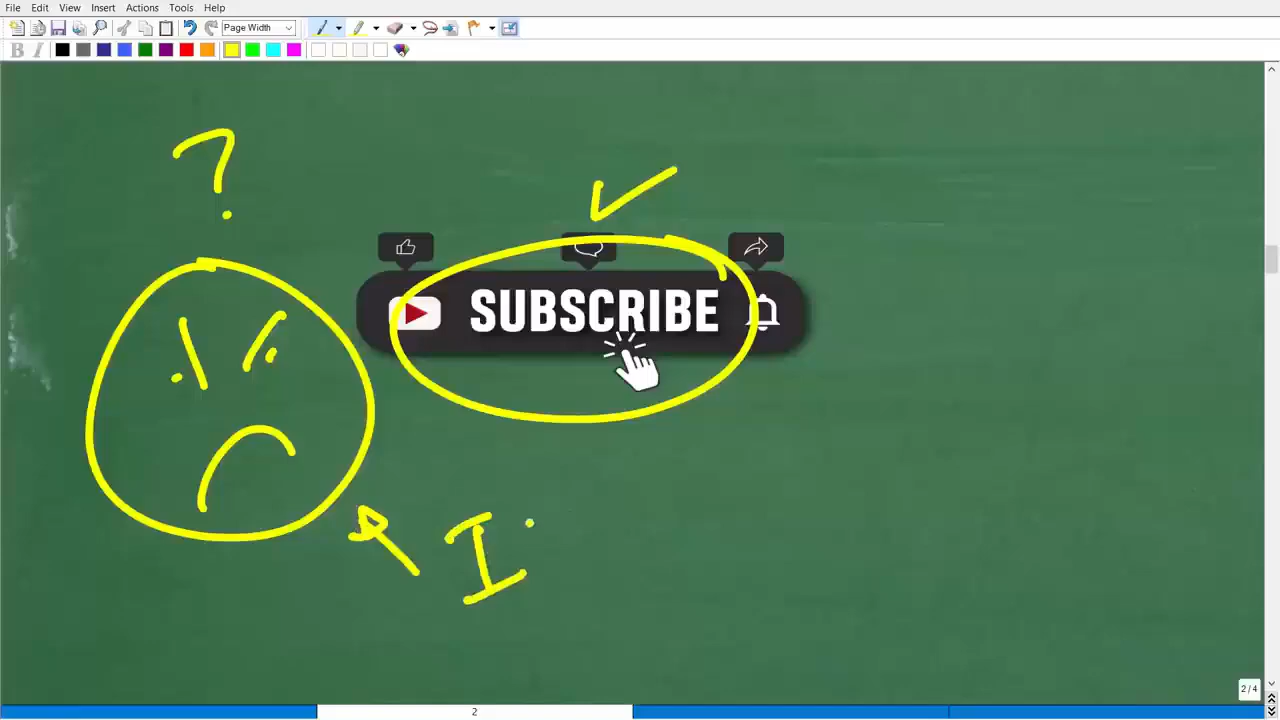 File Edit View Insert Actions Tools Help
Page Width
B I
?
SUBSCRIBE
I
2 / 4
2